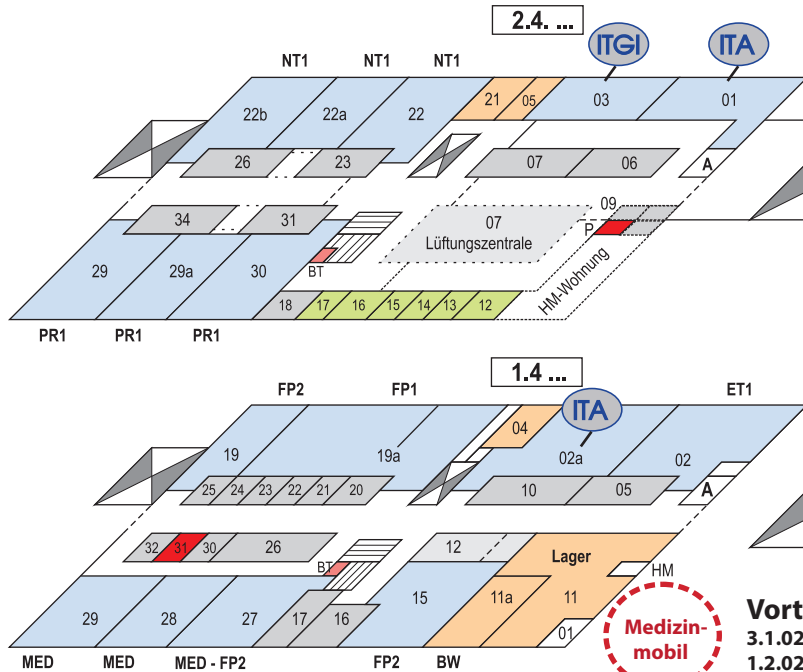 2.4. ...
ITGI ITA
NT1 NT1 NT1
22b 22a 22 21 05 03 01
26 23 07 06 A
34 31 07 09
Lüftungszentrale P
29 29a 30 BT HM-Wohnung
18 17 16 15 14 13 12
PR1 PR1 PR1
1.4 ...
FP2 FP1 ITA ET1
19 19a 04 02a 02
25 24 23 22 21 20 10 05 A
32 31 30 26 12 Lager
BT HM
29 28 27 17 16 15 11a 11 01
MED MED MED - FP2 FP2 BW
Medizin-
mobil
Vort
3.1.02
1.2.02